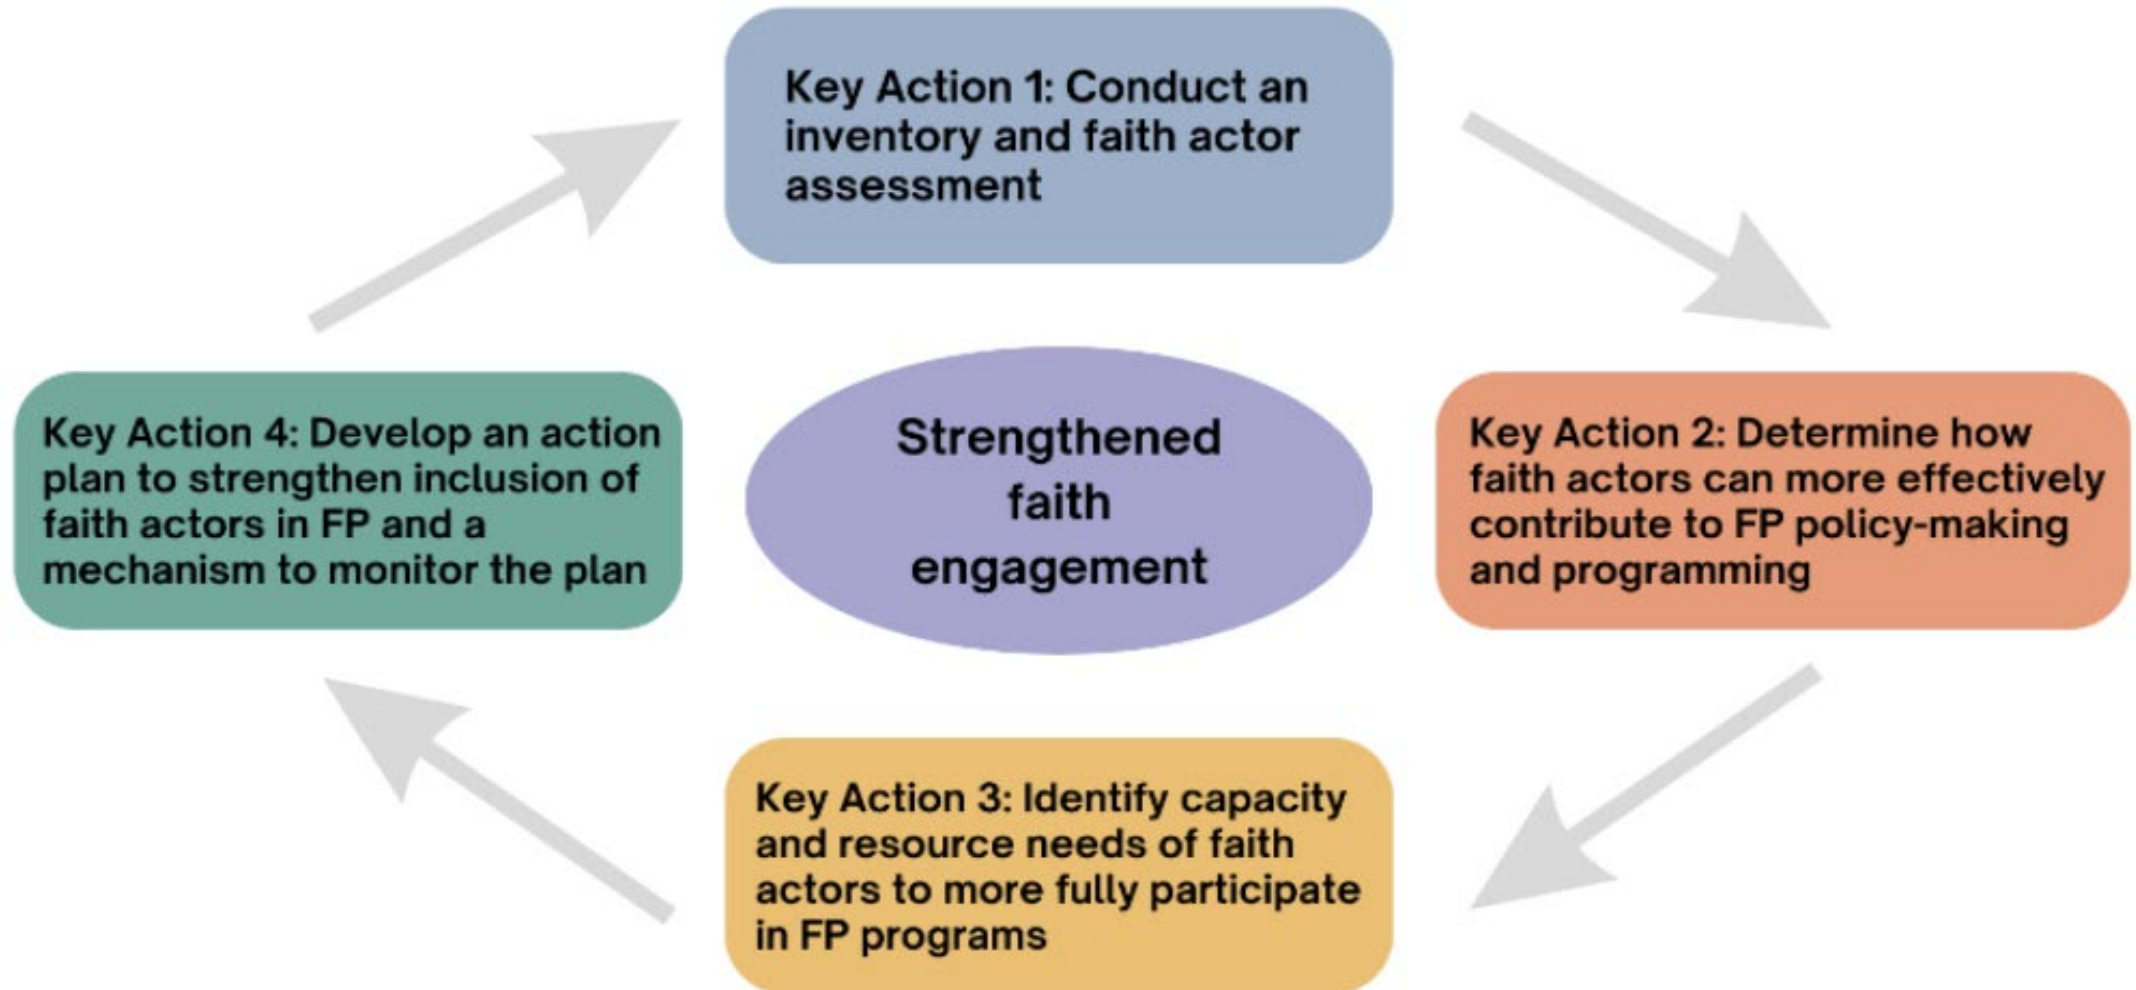 Key Action 1: Conduct an
inventory and faith actor
assessment
Key Action 2: Determine how
faith actors can more effectively
contribute to FP policy-making
and programming
Key Action 3: Identify capacity
and resource needs of faith
actors to more fully participate
in FP programs
Key Action 4: Develop an action
plan to strengthen inclusion of
faith actors in FP and a
mechanism to monitor the plan
Strengthened
faith
engagement